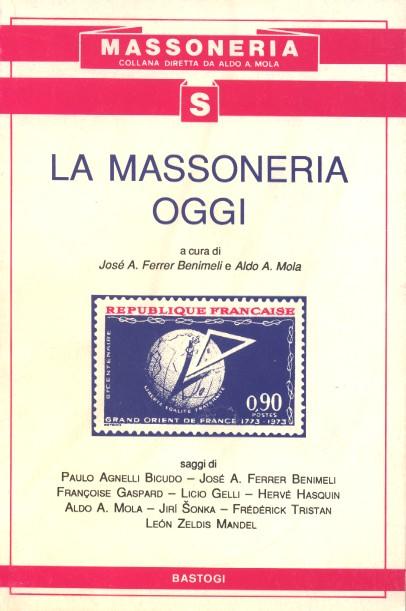 MASSONERIA
COLLANA DIRETTA DA ALDO A. MOLA
S
LA MASSONERIA
OGGI
a cura di
José A. Ferrer Benimeli e Aldo A. Mola
REPUBLIQUE FRANCAISE
BICENTENAIRE
LIBERTE EGALITE FRATERNITE
0,90
POSTES
GRAND ORIENT DE FRANCE 1773-1973
saggi di
PAULO AGNELLI BICUDO – JOSÉ A. FERRER BENIMELI
FRANÇOISE GASPARD – LICIO GELLI – HERVÉ HASQUIN
ALDO A. MOLA – JIRÍ ŠONKA – FRÉDÉRICK TRISTAN
LEÓN ZELDIS MANDEL
BASTOGI